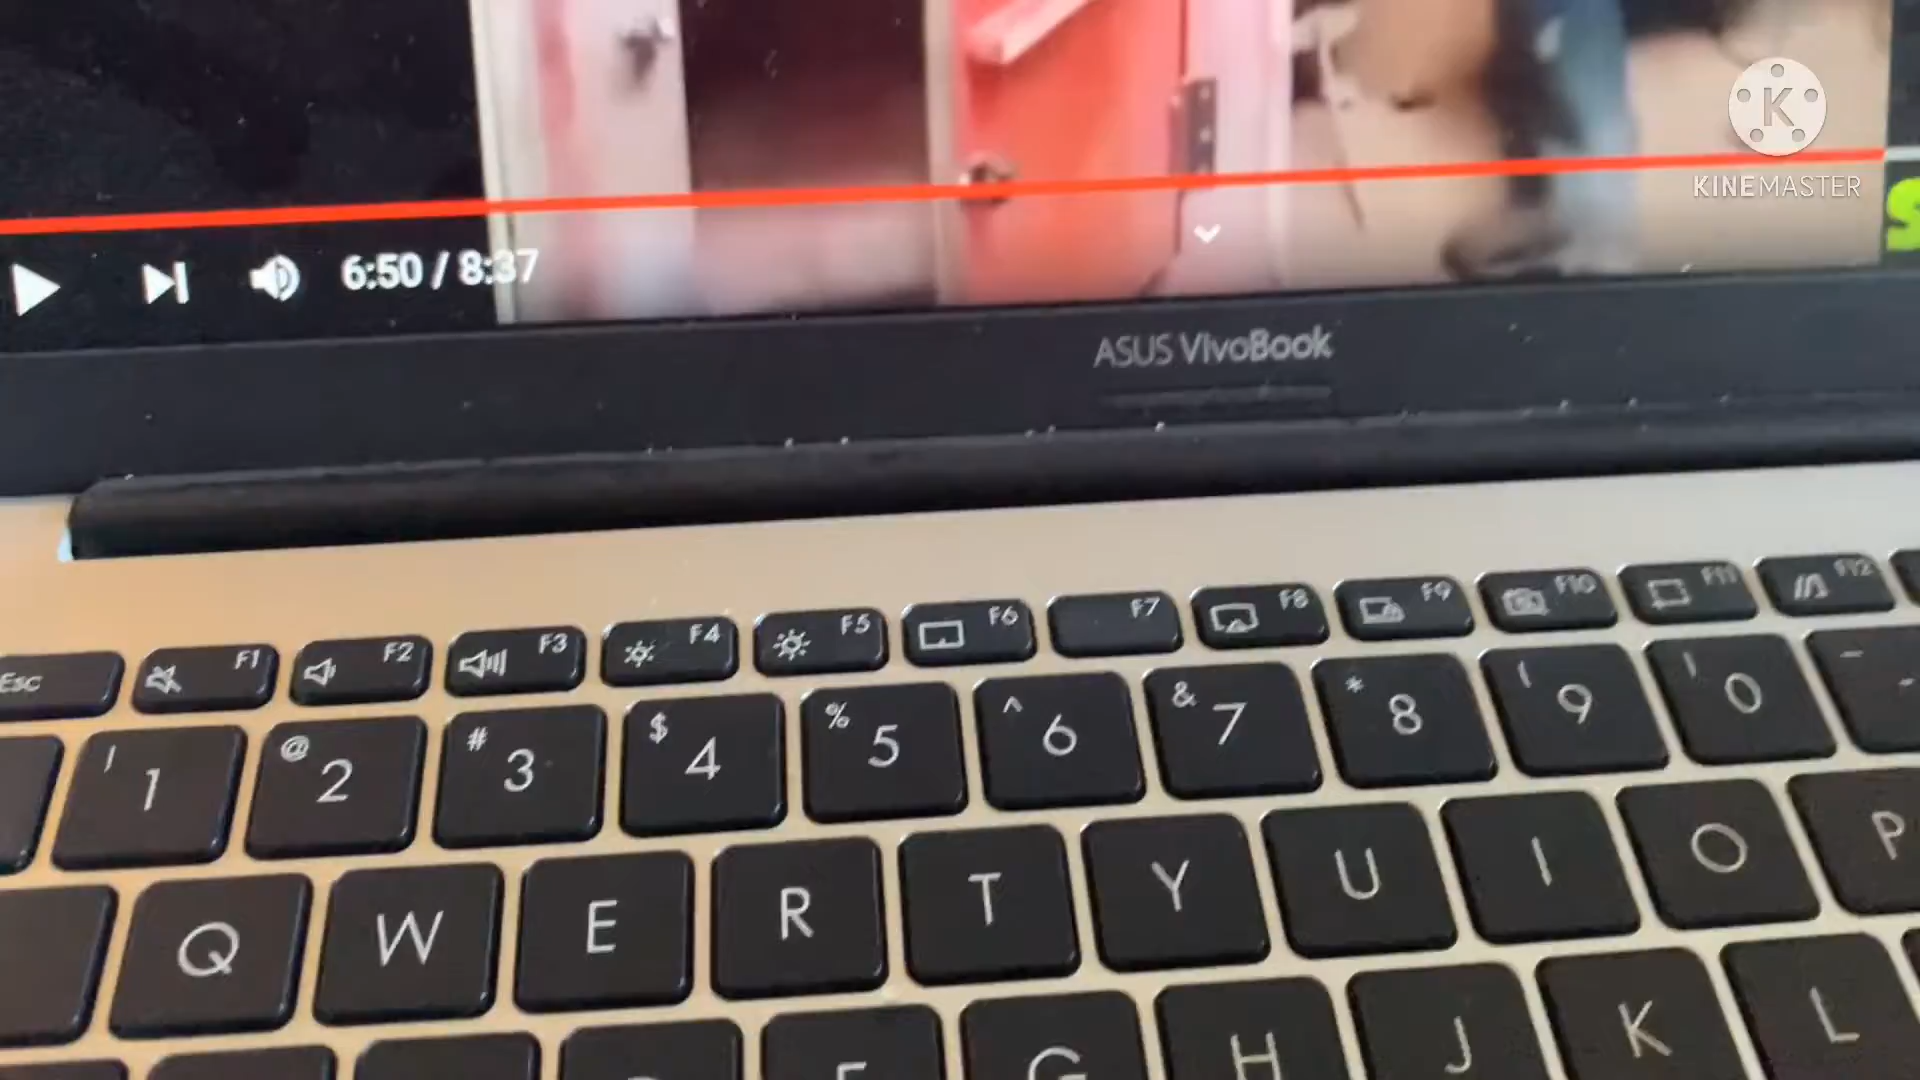 KINEMASTER
S
6:50 / 8:37
ASUS VivoBook
Esc F1 F2 F3 F4 F5 F6 F7 F8 F9 F10 F11 F12
! 1 @ 2 # 3 $ 4 % 5 ^ 6 & 7 * 8 ( 9 ) 0
Q W E R T Y U I O P
F G H J K L